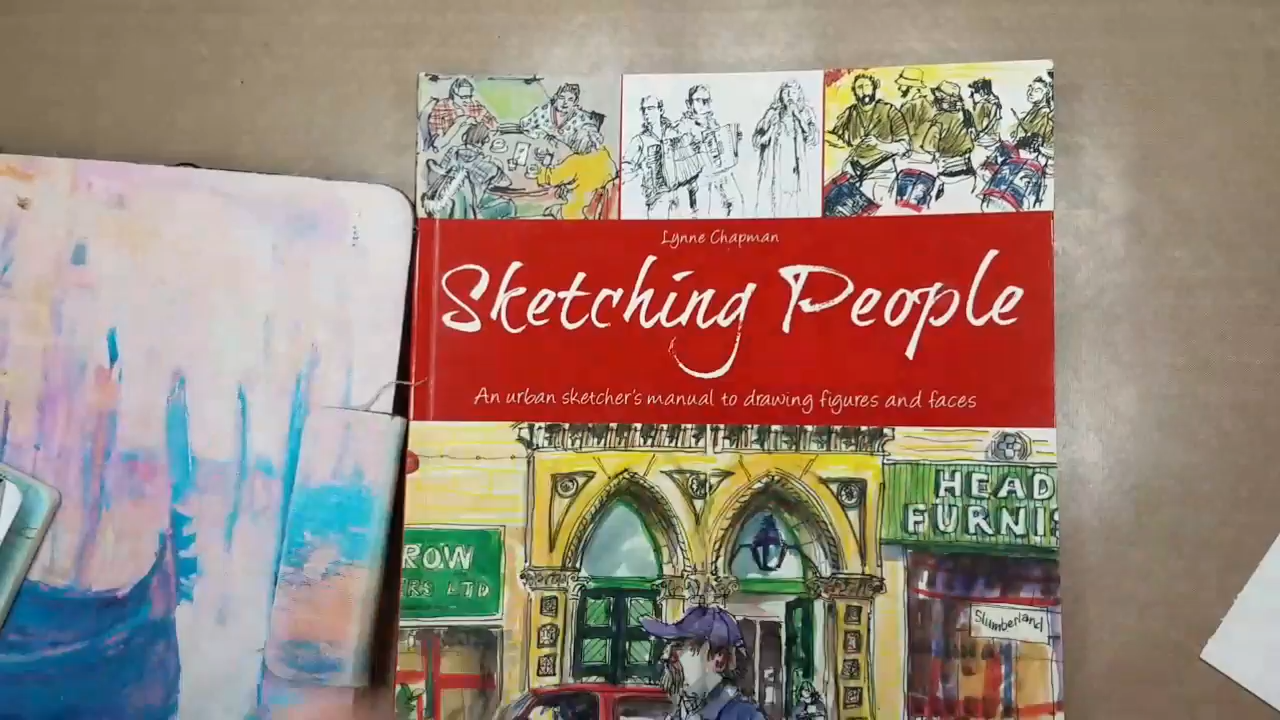 Lynne Chapman
Sketching People
An urban sketcher's manual to drawing figures and faces
HEAD
FURNIS
ROW
ERS LTD
Slumberland